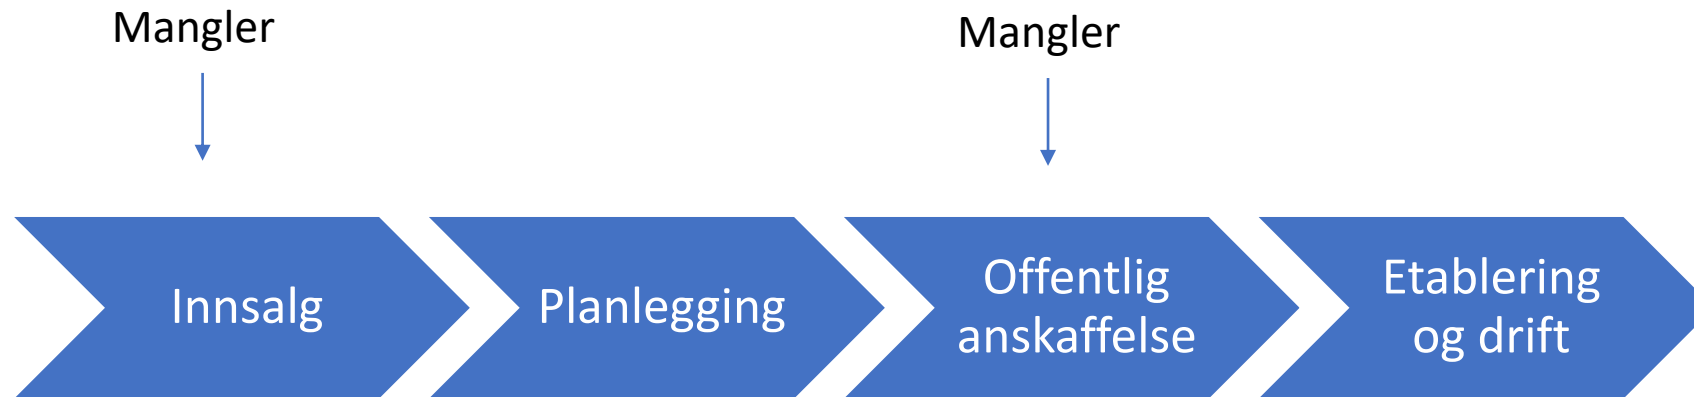 Mangler
Mangler
Innsalg
Planlegging
Offentlig
anskaffelse
Etablering
og drift